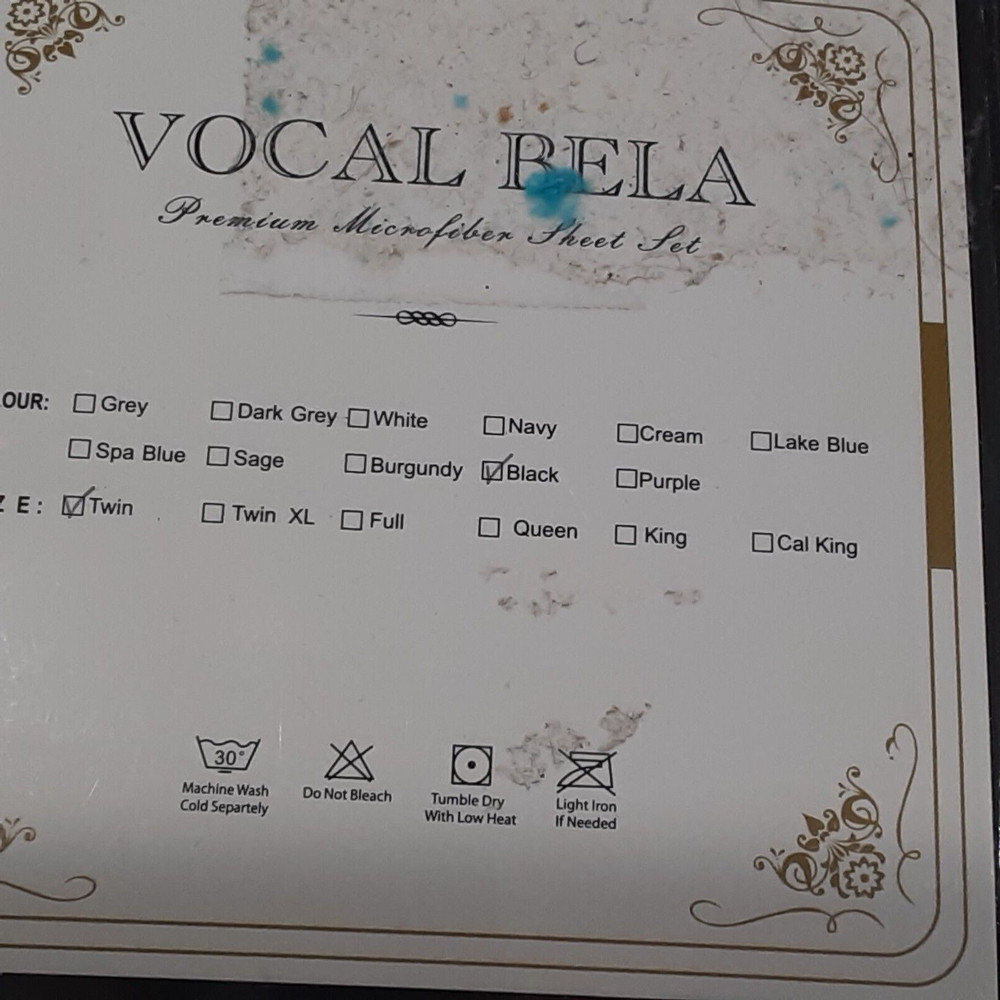 VOCAL BELA
Premium Microfiber Sheet Set
OUR: Grey Dark Grey White Navy Cream Lake Blue
Spa Blue Sage Burgundy Black Purple
Z E: Twin Twin XL Full Queen King Cal King
30°
Machine Wash
Cold Separtely
Do Not Bleach
Tumble Dry
With Low Heat
Light Iron
If Needed